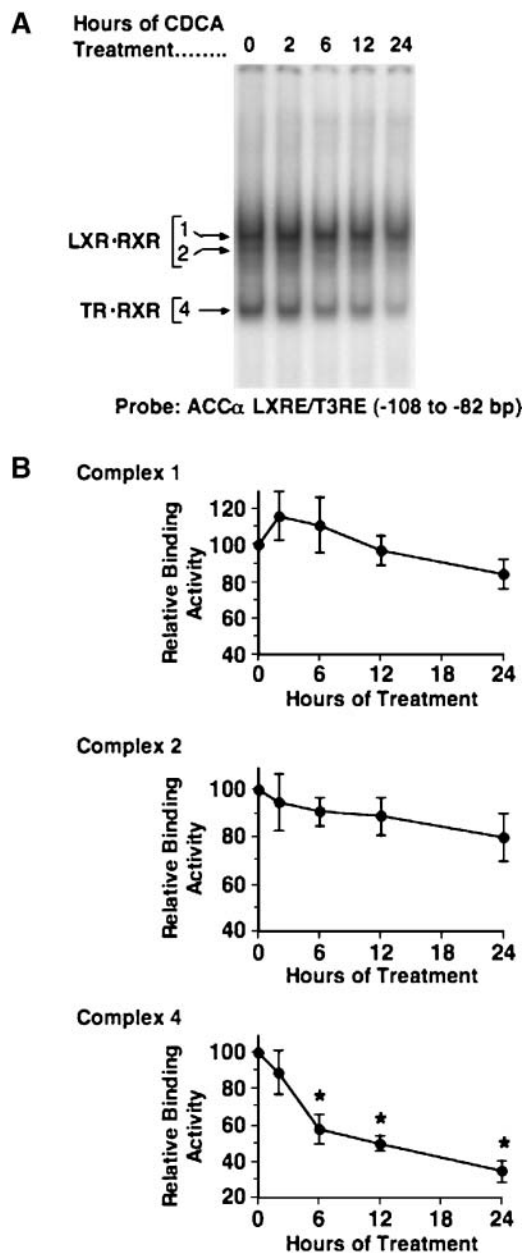 A
Hours of CDCA
Treatment........ 0 2 6 12 24
LXR·RXR [ 1
2
TR·RXR [4
Probe: ACCα LXRE/T3RE (-108 to -82 bp)
B
Complex 1
Relative Binding
Activity
120
100
80
60
40
0 6 12 18 24
Hours of Treatment
Complex 2
Relative Binding
Activity
100
80
60
40
0 6 12 18 24
Hours of Treatment
Complex 4
Relative Binding
Activity
100
80
60
40
20
* * *
0 6 12 18 24
Hours of Treatment